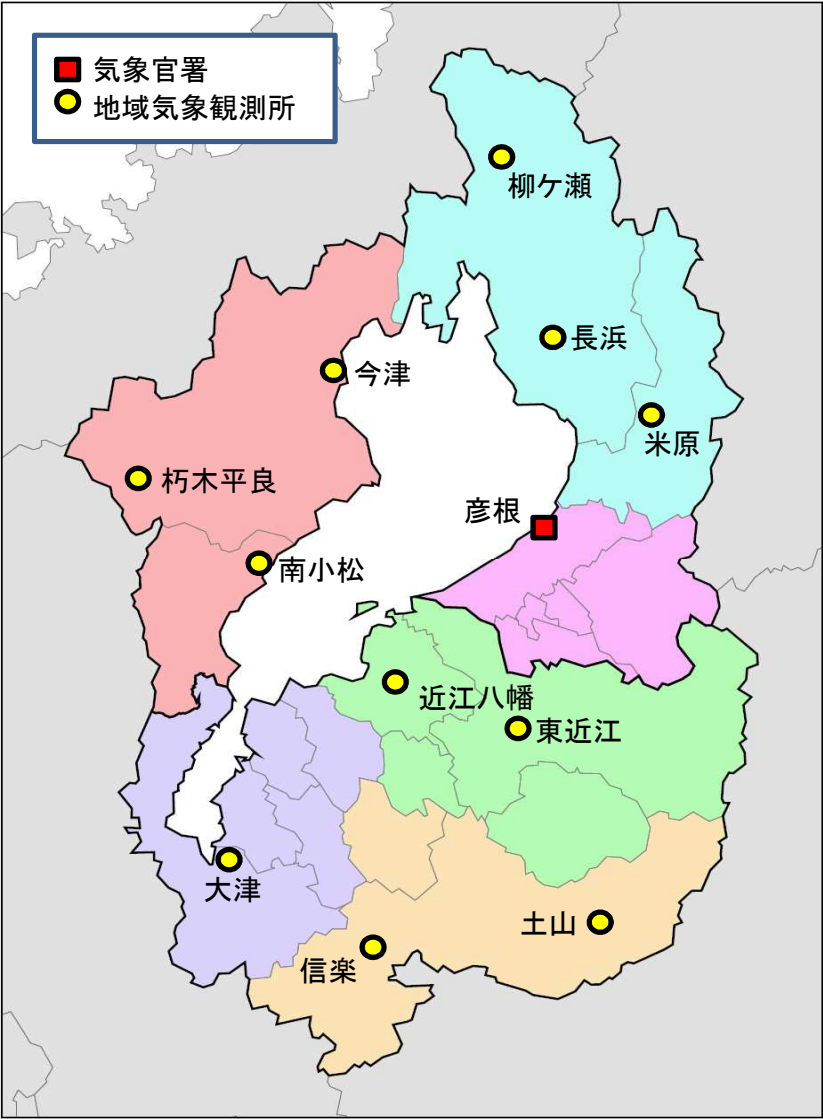 気象官署
地域気象観測所
柳ケ瀬
長浜
今津
米原
朽木平良
彦根
南小松
近江八幡
東近江
大津
土山
信楽